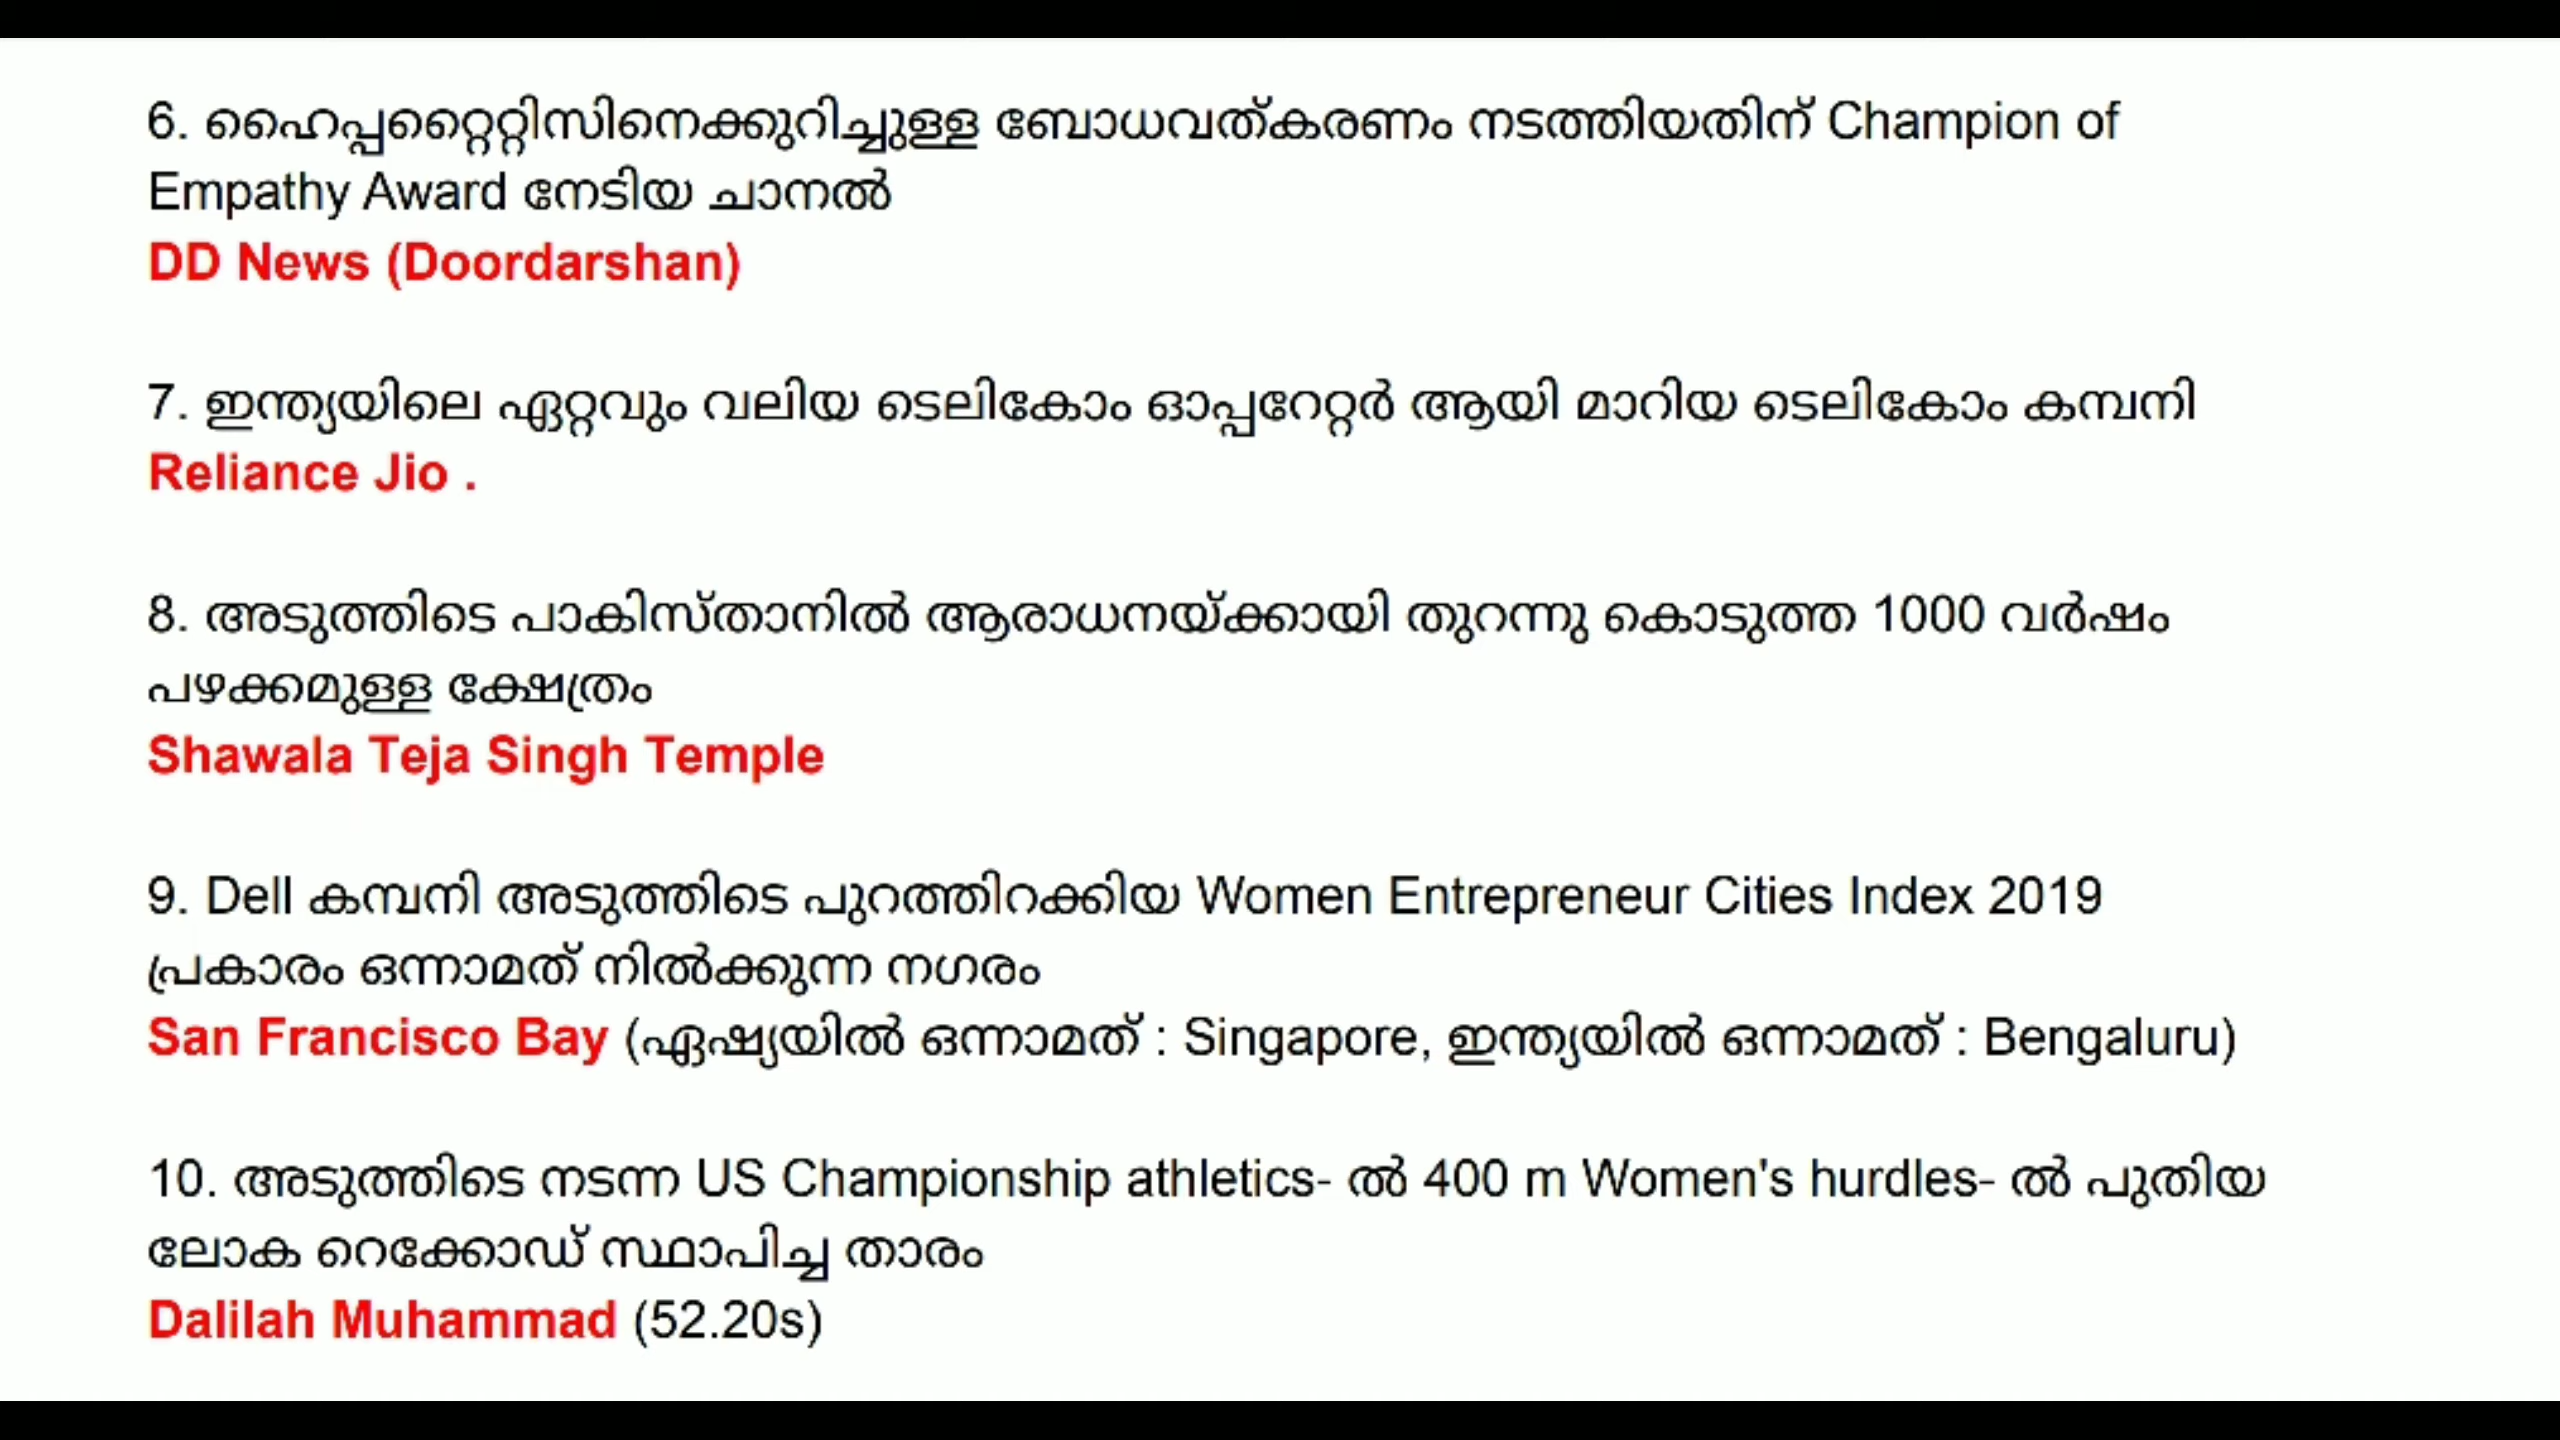 6. ഹൈപ്പറ്റൈറ്റിസിനെക്കുറിച്ചുള്ള ബോധവത്കരണം നടത്തിയതിന് Champion of
Empathy Award നേടിയ ചാനൽ
DD News (Doordarshan)
7. ഇന്ത്യയിലെ ഏറ്റവും വലിയ ടെലികോം ഓപ്പറേറ്റർ ആയി മാറിയ ടെലികോം കമ്പനി
Reliance Jio .
8. അടുത്തിടെ പാകിസ്താനിൽ ആരാധനയ്ക്കായി തുറന്നു കൊടുത്ത 1000 വർഷം
പഴക്കമുള്ള ക്ഷേത്രം
Shawala Teja Singh Temple
9. Dell കമ്പനി അടുത്തിടെ പുറത്തിറക്കിയ Women Entrepreneur Cities Index 2019
പ്രകാരം ഒന്നാമത് നിൽക്കുന്ന നഗരം
San Francisco Bay (ഏഷ്യയിൽ ഒന്നാമത് : Singapore, ഇന്ത്യയിൽ ഒന്നാമത് : Bengaluru)
10. അടുത്തിടെ നടന്ന US Championship athletics- ൽ 400 m Women's hurdles- ൽ പുതിയ
ലോക റെക്കോഡ് സ്ഥാപിച്ച താരം
Dalilah Muhammad (52.20s)